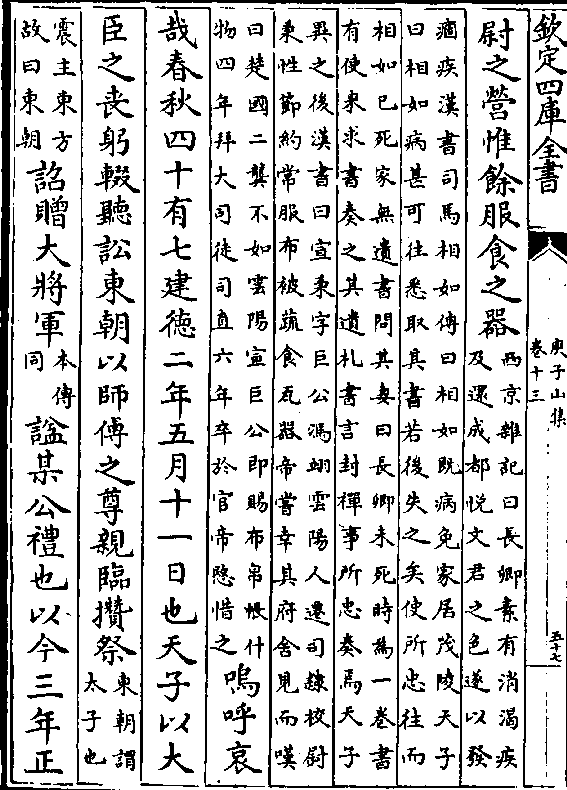 欽定四庫全書
庾子山集
卷十三
五十七
尉之營惟餘服食之器
西京雜記曰長卿素有消渴疾
及還成都悦文君之色遂以發
痼疾漢書司馬相如傳曰相如既病免家居茂陵天子
曰相如病甚可往悉取其書若後失之矣使所忠往而
相如已死家無遺書問其妻曰長卿未死時為一卷書
有使來求書奏之其遺札書言封禪事所忠奏焉天子
異之後漢書曰宣秉字巨公馮翊雲陽人遷司隸校尉
秉性節約常服布被蔬食瓦器帝嘗幸其府舍見而嘆
曰楚國二龔不如雲陽宣巨公即賜布帛帳什
物四年拜大司徒司直六年卒於官帝愍惜之
嗚呼哀
哉春秋四十有七建德二年五月十一日也天子以大
臣之丧躬輟聽訟東朝以師傅之尊親臨攢祭
東朝謂
太子也
震主東方
故曰東朝
詔贈大將軍
本傳
同
諡某公禮也以今三年正